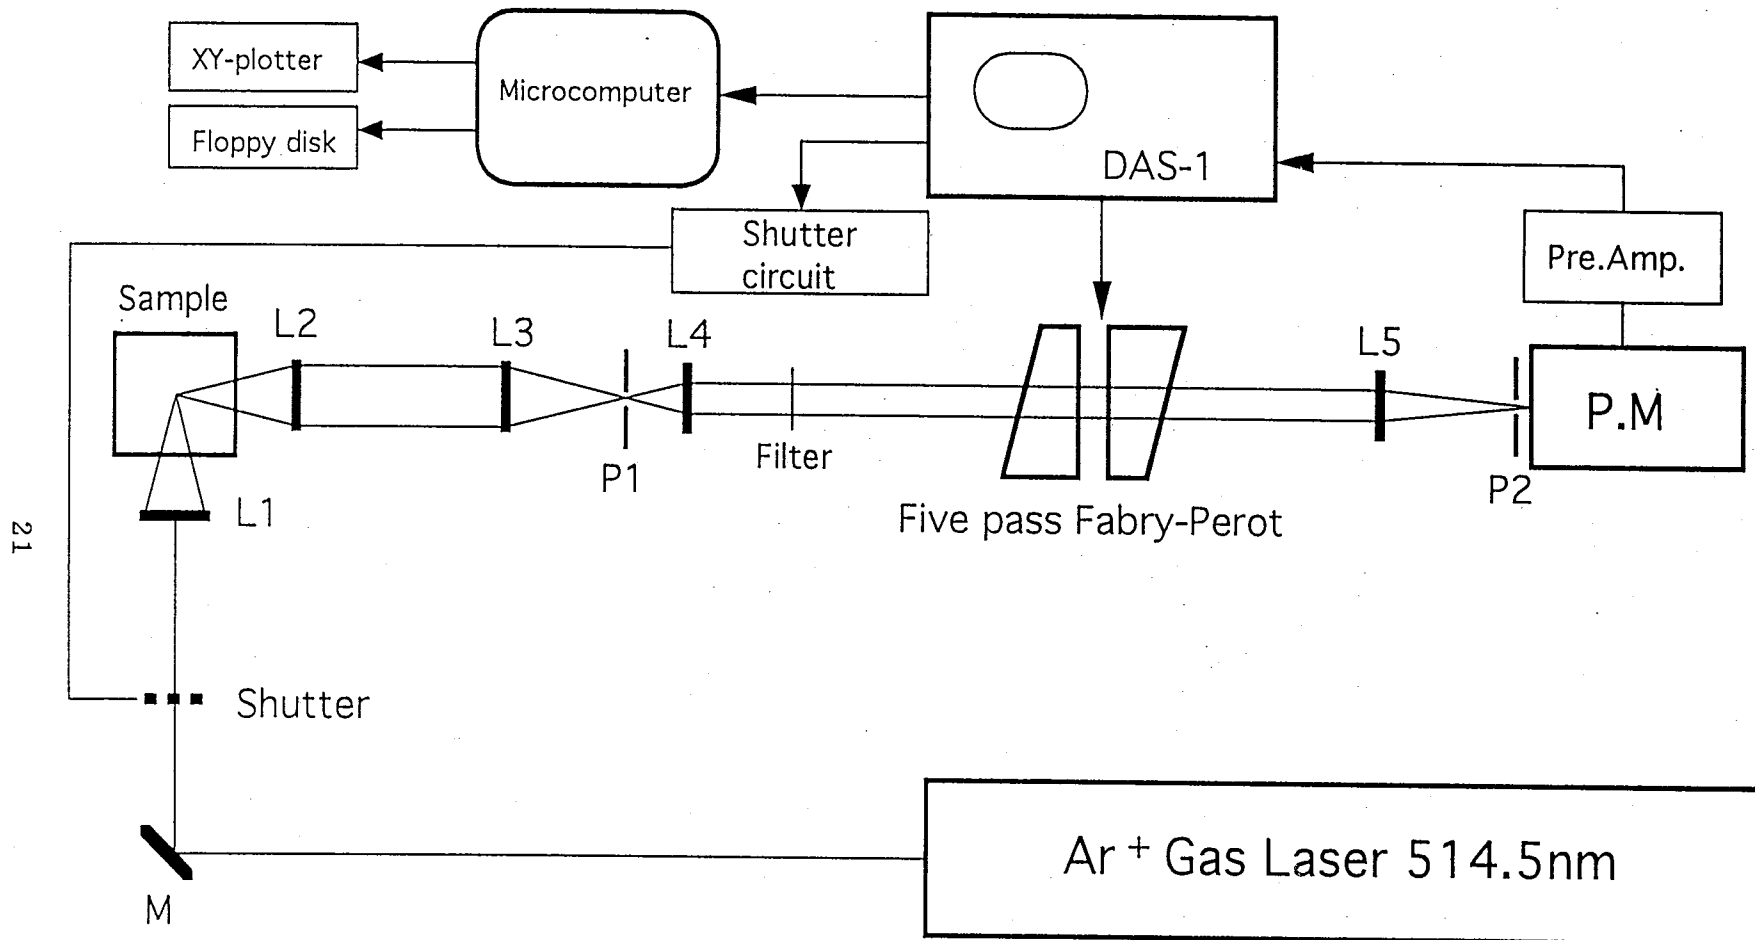 XY-plotter
Microcomputer
Floppy disk
DAS-1
Shutter
circuit
Pre.Amp.
Sample
L2
L3
L4
L5
P.M
Filter
P1
P2
L1
Five pass Fabry-Perot
21
Shutter
Ar + Gas Laser 514.5nm
M